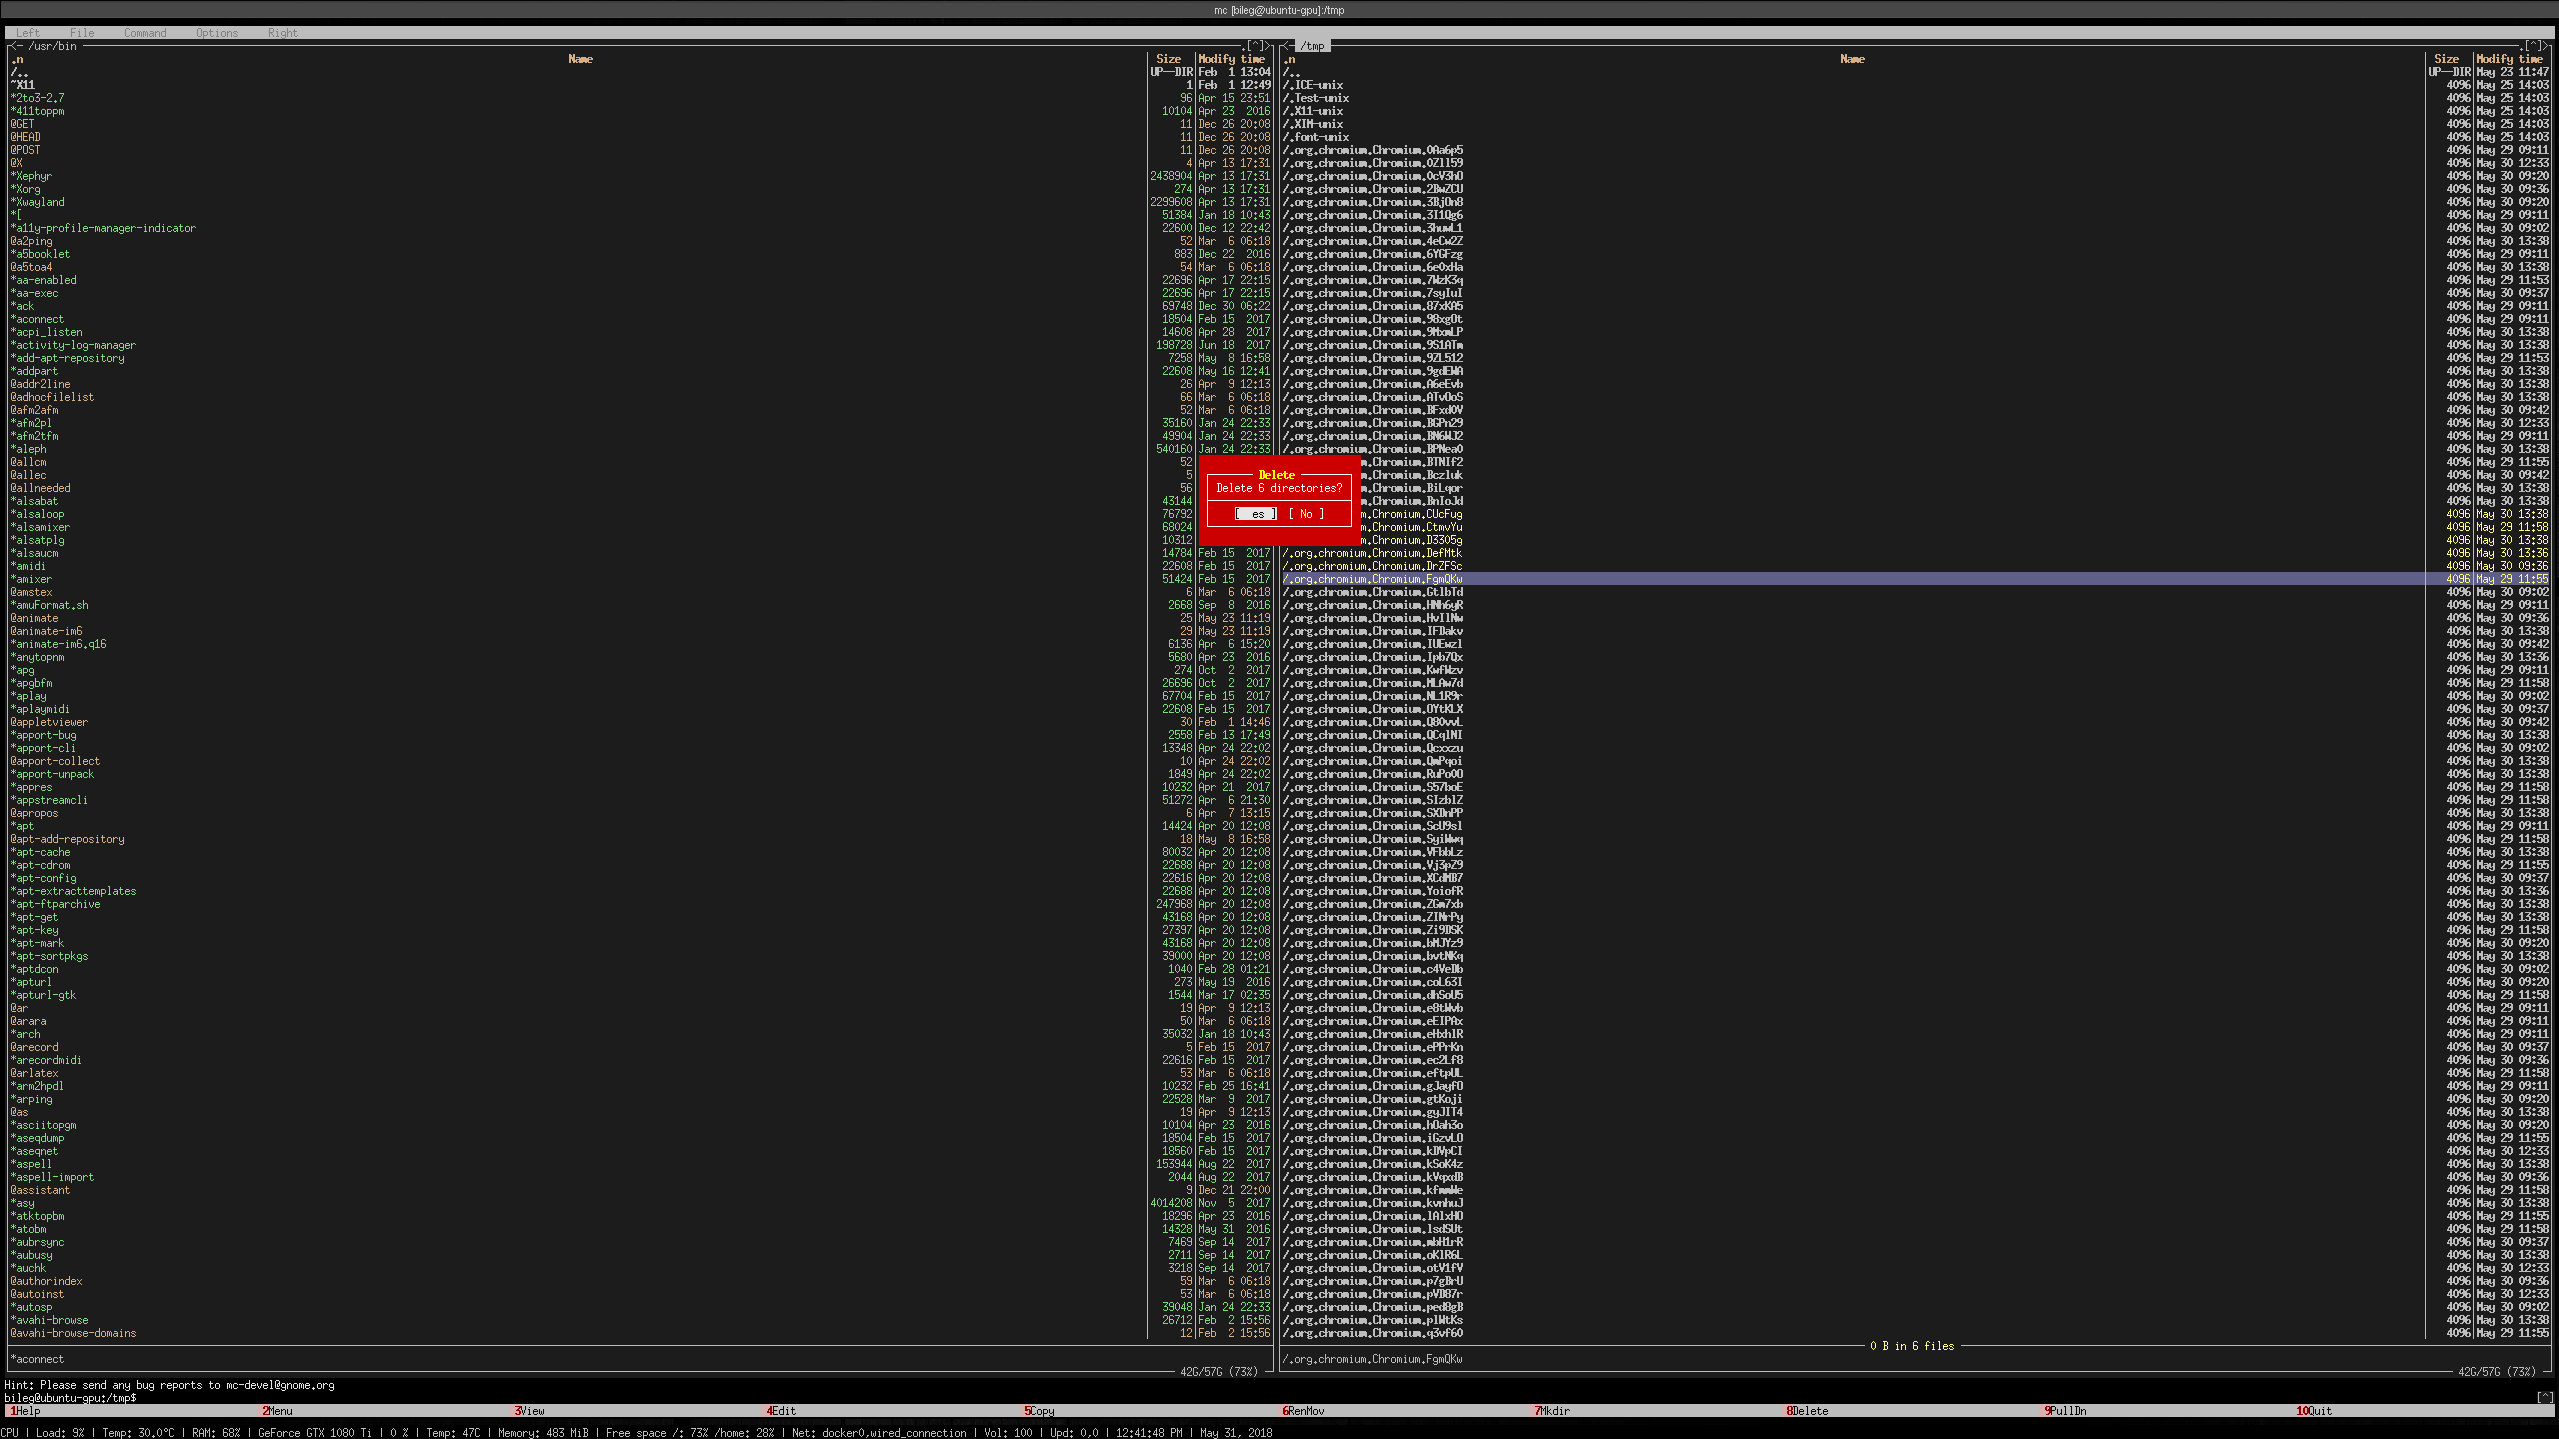 mc [bileg@ubuntu-gpu]:/tmp
Left File Command Options Right
<- /usr/bin .[^]>
.n Name Size Modify time
/.. UP--DIR Feb 1 13:04
~X11 1 Feb 1 12:49
*2to3-2.7 96 Apr 15 23:51
*411toppm 10104 Apr 23 2016
@GET 11 Dec 26 20:08
@HEAD 11 Dec 26 20:08
@POST 11 Dec 26 20:08
@X 4 Apr 13 17:31
*Xephyr 2438904 Apr 13 17:31
*Xorg 274 Apr 13 17:31
*Xwayland 2299608 Apr 13 17:31
*[ 51384 Jan 18 10:43
*a11y-profile-manager-indicator 22600 Dec 12 22:42
@a2ping 52 Mar 6 06:18
*a5booklet 883 Dec 22 2016
@a5toa4 54 Mar 6 06:18
*aa-enabled 22696 Apr 17 22:15
*aa-exec 22696 Apr 17 22:15
*ack 69748 Dec 30 06:22
*aconnect 18504 Feb 15 2017
*acpi_listen 14608 Apr 28 2017
*activity-log-manager 198728 Jun 18 2017
*add-apt-repository 7258 May 8 16:58
*addpart 22608 May 16 12:41
@addr2line 26 Apr 9 12:13
@adhocfilelist 66 Mar 6 06:18
@afm2afm 52 Mar 6 06:18
*afm2pl 35160 Jan 24 22:33
*afm2tfm 49904 Jan 24 22:33
*aleph 540160 Jan 24 22:33
@allcm 52
@allec 5
@allneeded 56
*alsabat 43144
*alsaloop 76792
*alsamixer 68024
*alsatplg 10312
*alsaucm 14784 Feb 15 2017
*amidi 22608 Feb 15 2017
*amixer 51424 Feb 15 2017
@amstex 6 Mar 6 06:18
*amuFormat.sh 2668 Sep 8 2016
@animate 25 May 23 11:19
@animate-im6 29 May 23 11:19
*animate-im6.q16 6136 Apr 6 15:20
*anytopnm 5680 Apr 23 2016
*apg 274 Oct 2 2017
*apgbfm 26696 Oct 2 2017
*aplay 67704 Feb 15 2017
*aplaymidi 22608 Feb 15 2017
@appletviewer 30 Feb 1 14:46
*apport-bug 2558 Feb 13 17:49
*apport-cli 13348 Apr 24 22:02
@apport-collect 10 Apr 24 22:02
*apport-unpack 1849 Apr 24 22:02
*appres 10232 Apr 21 2017
*appstreamcli 51272 Apr 6 21:30
@apropos 6 Apr 7 13:15
*apt 14424 Apr 20 12:08
@apt-add-repository 18 May 8 16:58
*apt-cache 80032 Apr 20 12:08
*apt-cdrom 22688 Apr 20 12:08
*apt-config 22616 Apr 20 12:08
*apt-extracttemplates 22688 Apr 20 12:08
*apt-ftparchive 247968 Apr 20 12:08
*apt-get 43168 Apr 20 12:08
*apt-key 27397 Apr 20 12:08
*apt-mark 43168 Apr 20 12:08
*apt-sortpkgs 39000 Apr 20 12:08
*aptdcon 1040 Feb 28 01:21
*apturl 273 May 19 2016
*apturl-gtk 1544 Mar 17 02:35
@ar 19 Apr 9 12:13
@arara 50 Mar 6 06:18
*arch 35032 Jan 18 10:43
@arecord 5 Feb 15 2017
*arecordmidi 22616 Feb 15 2017
@arlatex 53 Mar 6 06:18
*arm2hpdl 10232 Feb 25 16:41
*arping 22528 Mar 9 2017
@as 19 Apr 9 12:13
*asciitopgm 10104 Apr 23 2016
*aseqdump 18504 Feb 15 2017
*aseqnet 18560 Feb 15 2017
*aspell 153944 Aug 22 2017
*aspell-import 2044 Aug 22 2017
@assistant 9 Dec 21 22:00
*asy 4014208 Nov 5 2017
*atktopbm 18296 Apr 23 2016
*atobm 14328 May 31 2016
*aubrsync 7469 Sep 14 2017
*aubusy 2711 Sep 14 2017
*auchk 3218 Sep 14 2017
@authorindex 59 Mar 6 06:18
@autoinst 53 Mar 6 06:18
*autosp 39048 Jan 24 22:33
*avahi-browse 26712 Feb 2 15:56
@avahi-browse-domains 12 Feb 2 15:56
*aconnect
42G/57G (73%)
<- /tmp .[^]>
.n Name Size Modify time
/.. UP--DIR May 23 11:47
/.ICE-unix 4096 May 25 14:03
/.Test-unix 4096 May 25 14:03
/.X11-unix 4096 May 25 14:03
/.XIM-unix 4096 May 25 14:03
/.font-unix 4096 May 25 14:03
/.org.chromium.Chromium.0Aa6p5 4096 May 29 09:11
/.org.chromium.Chromium.0Zll59 4096 May 30 12:33
/.org.chromium.Chromium.0cV3hO 4096 May 30 09:20
/.org.chromium.Chromium.2BwZCU 4096 May 30 09:36
/.org.chromium.Chromium.3BjOn8 4096 May 30 09:20
/.org.chromium.Chromium.3I1Qg6 4096 May 29 09:11
/.org.chromium.Chromium.3huwL1 4096 May 30 09:02
/.org.chromium.Chromium.4eCw2Z 4096 May 30 13:38
/.org.chromium.Chromium.6YGFzg 4096 May 29 09:11
/.org.chromium.Chromium.6eOxHa 4096 May 30 13:38
/.org.chromium.Chromium.7WzK3q 4096 May 29 11:53
/.org.chromium.Chromium.7syIuI 4096 May 30 09:37
/.org.chromium.Chromium.87xKA5 4096 May 29 09:11
/.org.chromium.Chromium.98xgOt 4096 May 29 09:11
/.org.chromium.Chromium.9MxmLP 4096 May 30 13:38
/.org.chromium.Chromium.9S1ATm 4096 May 30 13:38
/.org.chromium.Chromium.9ZL512 4096 May 29 11:53
/.org.chromium.Chromium.9gdEWA 4096 May 30 13:38
/.org.chromium.Chromium.A6eEvb 4096 May 30 13:38
/.org.chromium.Chromium.ATvOoS 4096 May 30 13:38
/.org.chromium.Chromium.BFxdOV 4096 May 30 09:42
/.org.chromium.Chromium.BGPn29 4096 May 30 12:33
/.org.chromium.Chromium.BN6WJ2 4096 May 29 09:11
/.org.chromium.Chromium.BPNeaO 4096 May 30 13:38
m.Chromium.BTNIf2 4096 May 29 11:55
m.Chromium.Bczluk 4096 May 30 09:42
m.Chromium.BiLqor 4096 May 30 13:38
m.Chromium.BnIoJd 4096 May 30 13:38
m.Chromium.CUcFug 4096 May 30 13:38
m.Chromium.CtmvYu 4096 May 29 11:58
m.Chromium.D3305g 4096 May 30 13:38
/.org.chromium.Chromium.DefMtk 4096 May 30 13:36
/.org.chromium.Chromium.DrZFSc 4096 May 30 09:36
/.org.chromium.Chromium.FgmQKw 4096 May 29 11:55
/.org.chromium.Chromium.GtlbTd 4096 May 30 09:02
/.org.chromium.Chromium.HNh6yR 4096 May 29 09:11
/.org.chromium.Chromium.HvIlNw 4096 May 30 09:36
/.org.chromium.Chromium.IFDakv 4096 May 30 13:38
/.org.chromium.Chromium.IUEwzl 4096 May 30 09:42
/.org.chromium.Chromium.Ipb7Qx 4096 May 30 13:36
/.org.chromium.Chromium.KwfWzv 4096 May 29 09:11
/.org.chromium.Chromium.MLAw7d 4096 May 29 11:58
/.org.chromium.Chromium.NL1R9r 4096 May 30 09:02
/.org.chromium.Chromium.OYtKLX 4096 May 30 09:37
/.org.chromium.Chromium.Q8OvvL 4096 May 30 09:42
/.org.chromium.Chromium.QCqlNI 4096 May 30 13:38
/.org.chromium.Chromium.Qcxxzu 4096 May 30 09:02
/.org.chromium.Chromium.QmPqoi 4096 May 30 13:38
/.org.chromium.Chromium.RuPoOO 4096 May 30 13:38
/.org.chromium.Chromium.S57boE 4096 May 29 11:58
/.org.chromium.Chromium.SIzblZ 4096 May 29 11:58
/.org.chromium.Chromium.SXDnPP 4096 May 30 13:38
/.org.chromium.Chromium.ScU9sl 4096 May 29 09:11
/.org.chromium.Chromium.SyiWwq 4096 May 29 11:58
/.org.chromium.Chromium.VFbbLz 4096 May 30 13:38
/.org.chromium.Chromium.Vj3pZ9 4096 May 29 11:55
/.org.chromium.Chromium.XCdMB7 4096 May 30 09:37
/.org.chromium.Chromium.YoiofR 4096 May 30 13:36
/.org.chromium.Chromium.ZGm7xb 4096 May 30 13:38
/.org.chromium.Chromium.ZINrPy 4096 May 30 13:38
/.org.chromium.Chromium.Zi9DSK 4096 May 29 11:58
/.org.chromium.Chromium.bMJYz9 4096 May 30 09:20
/.org.chromium.Chromium.bvtNKq 4096 May 30 13:38
/.org.chromium.Chromium.c4VeDb 4096 May 30 09:02
/.org.chromium.Chromium.coL63I 4096 May 30 09:20
/.org.chromium.Chromium.dhSoU5 4096 May 29 11:58
/.org.chromium.Chromium.e8tWvb 4096 May 29 09:11
/.org.chromium.Chromium.eEIPAx 4096 May 29 09:11
/.org.chromium.Chromium.eHxhlR 4096 May 29 09:11
/.org.chromium.Chromium.ePPrKn 4096 May 30 09:37
/.org.chromium.Chromium.ec2Lf8 4096 May 30 09:36
/.org.chromium.Chromium.eftpUL 4096 May 29 11:58
/.org.chromium.Chromium.gJayfO 4096 May 29 09:11
/.org.chromium.Chromium.gtKoji 4096 May 30 09:20
/.org.chromium.Chromium.gyJIT4 4096 May 30 13:38
/.org.chromium.Chromium.hOah3o 4096 May 30 09:20
/.org.chromium.Chromium.iGzvLO 4096 May 29 11:55
/.org.chromium.Chromium.kDVpCI 4096 May 30 12:33
/.org.chromium.Chromium.kSoK4z 4096 May 30 13:38
/.org.chromium.Chromium.kVqxdB 4096 May 30 09:36
/.org.chromium.Chromium.kfmmWe 4096 May 29 11:58
/.org.chromium.Chromium.kvnhuJ 4096 May 30 13:38
/.org.chromium.Chromium.lAlxHO 4096 May 29 11:55
/.org.chromium.Chromium.lsdSUt 4096 May 29 11:58
/.org.chromium.Chromium.mbH1rR 4096 May 30 09:37
/.org.chromium.Chromium.oKlR6L 4096 May 30 13:38
/.org.chromium.Chromium.otV1fV 4096 May 30 12:33
/.org.chromium.Chromium.p7gBrU 4096 May 30 09:36
/.org.chromium.Chromium.pVD87r 4096 May 30 12:33
/.org.chromium.Chromium.ped8gB 4096 May 30 09:02
/.org.chromium.Chromium.plWtKs 4096 May 30 13:38
/.org.chromium.Chromium.q3vf6O 4096 May 29 11:55
0 B in 6 files
/.org.chromium.Chromium.FgmQKw
42G/57G (73%)
Delete
Delete 6 directories?
[ es ] [ No ]
Hint: Please send any bug reports to mc-devel@gnome.org
bileg@ubuntu-gpu:/tmp$ [^]
1Help 2Menu 3View 4Edit 5Copy 6RenMov 7Mkdir 8Delete 9PullDn 10Quit
CPU | Load: 9% | Temp: 30.0°C | RAM: 68% | GeForce GTX 1080 Ti | 0 % | Temp: 47C | Memory: 483 MiB | Free space /: 73% /home: 28% | Net: docker0,wired_connection | Vol: 100 | Upd: 0,0 | 12:41:48 PM | May 31, 2018